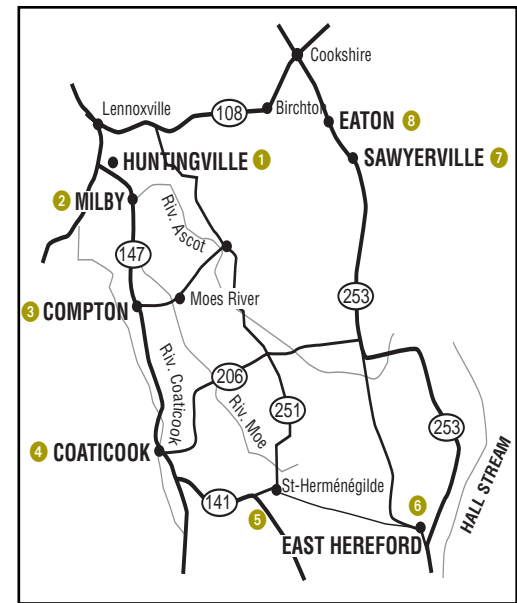 Cookshire
Lennoxville
108
Birchton
EATON 8
SAWYERVILLE 7
HUNTINGVILLE 1
2 MILBY
Riv. Ascot
147
253
Moes River
3 COMPTON
Riv. Coaticook
206
Riv. Moe
251
253
4 COATICOOK
HALL STREAM
141
St-Herménégilde
5
6
EAST HEREFORD